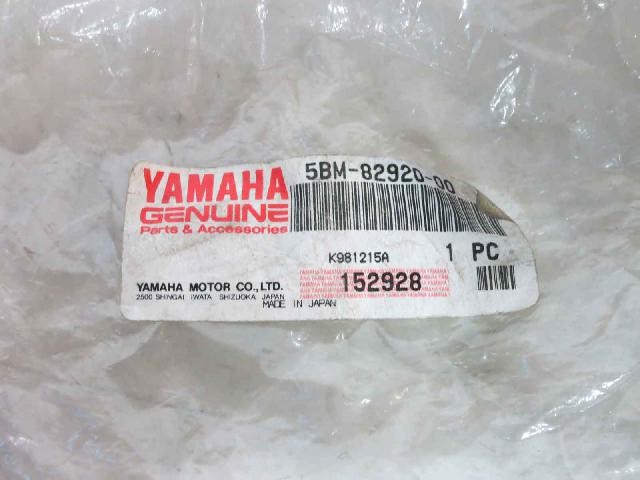 YAMAHA
GENUINE
Parts & Accessories
5BM-82920-00
K981215A
1 PC
152928
YAMAHA MOTOR CO., LTD.
2500 SHINGAI IWATA SHIZUOKA JAPAN
MADE IN JAPAN